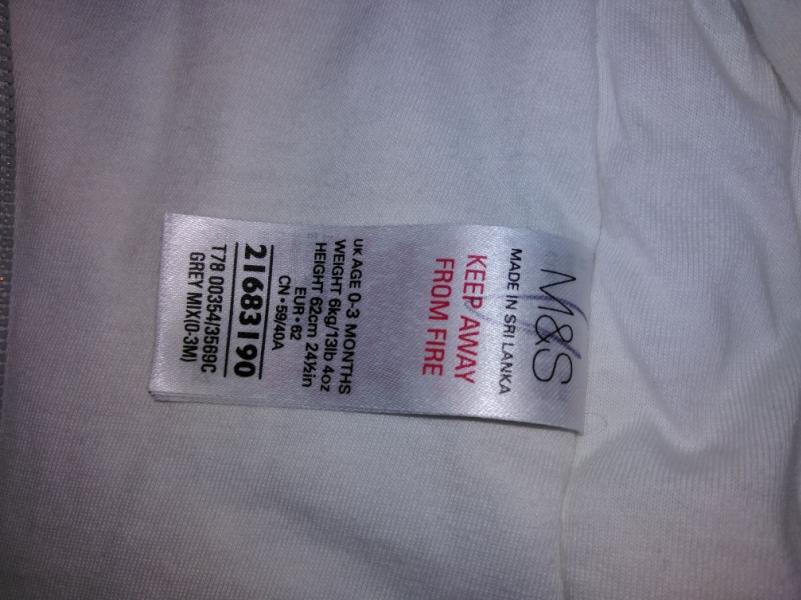 M&S
MADE IN SRI LANKA
KEEP AWAY
FROM FIRE
UK AGE 0-3 MONTHS
WEIGHT 6kg/13lb 4oz
HEIGHT 62cm 24½in
EUR • 62
CN • 59/40A
21683190
T78 00354/3569C
GREY MIX(0-3M)